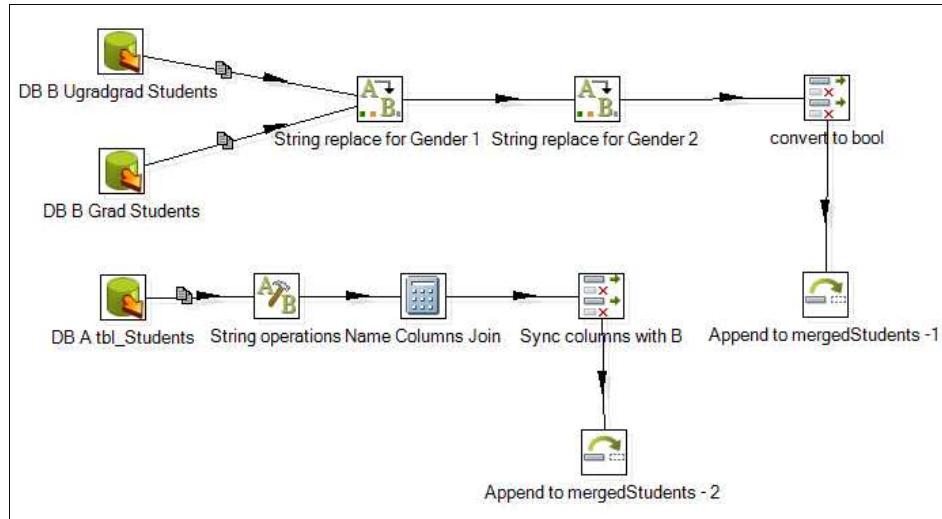 DB B Ugradgrad Students
String replace for Gender 1
String replace for Gender 2
convert to bool
DB B Grad Students
DB A tbl_Students
String operations
Name Columns Join
Sync columns with B
Append to mergedStudents -1
Append to mergedStudents - 2